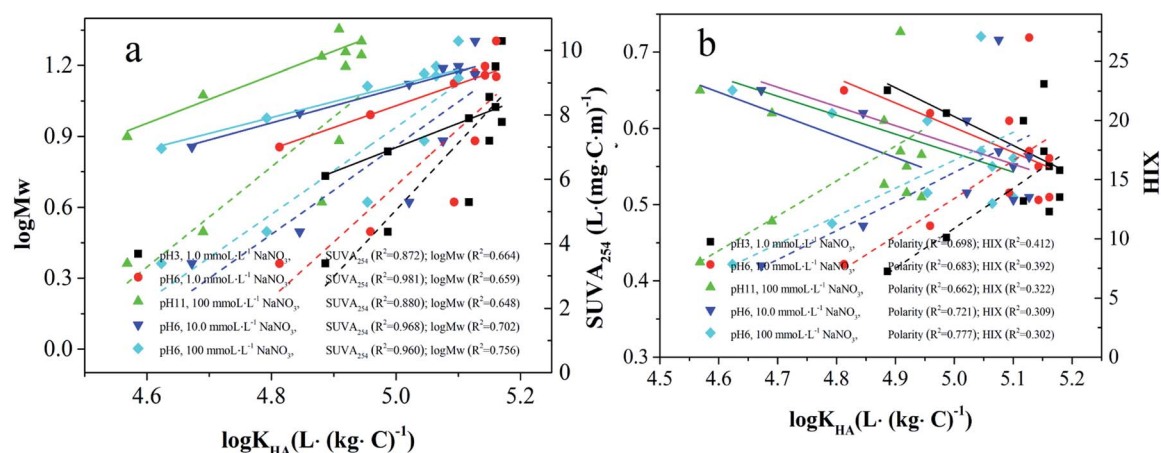 a
logMw
1.2
0.9
0.6
0.3
0.0
10
8
6
4
2
0
SUVA254 (L·(mg·C·m)-1)
pH3, 1.0 mmoL·L-1 NaNO3, SUVA254 (R2=0.872); logMw (R2=0.664)
pH6, 1.0 mmoL·L-1 NaNO3, SUVA254 (R2=0.981); logMw (R2=0.659)
pH11, 100 mmoL·L-1 NaNO3, SUVA254 (R2=0.880); logMw (R2=0.648)
pH6, 10.0 mmoL·L-1 NaNO3, SUVA254 (R2=0.968); logMw (R2=0.702)
pH6, 100 mmoL·L-1 NaNO3, SUVA254 (R2=0.960); logMw (R2=0.756)
4.6 4.8 5.0 5.2
logKHA(L· (kg· C)-1)
b
0.7
0.6
0.5
0.4
0.3
25
20
15
10
5
0
HIX
pH3, 1.0 mmoL·L-1 NaNO3, Polarity (R2=0.698); HIX (R2=0.412)
pH6, 1.0 mmoL·L-1 NaNO3, Polarity (R2=0.683); HIX (R2=0.392)
pH11, 100 mmoL·L-1 NaNO3, Polarity (R2=0.662); HIX (R2=0.322)
pH6, 10.0 mmoL·L-1 NaNO3, Polarity (R2=0.721); HIX (R2=0.309)
pH6, 100 mmoL·L-1 NaNO3, Polarity (R2=0.777); HIX (R2=0.302)
4.5 4.6 4.7 4.8 4.9 5.0 5.1 5.2
logKHA(L· (kg· C)-1)